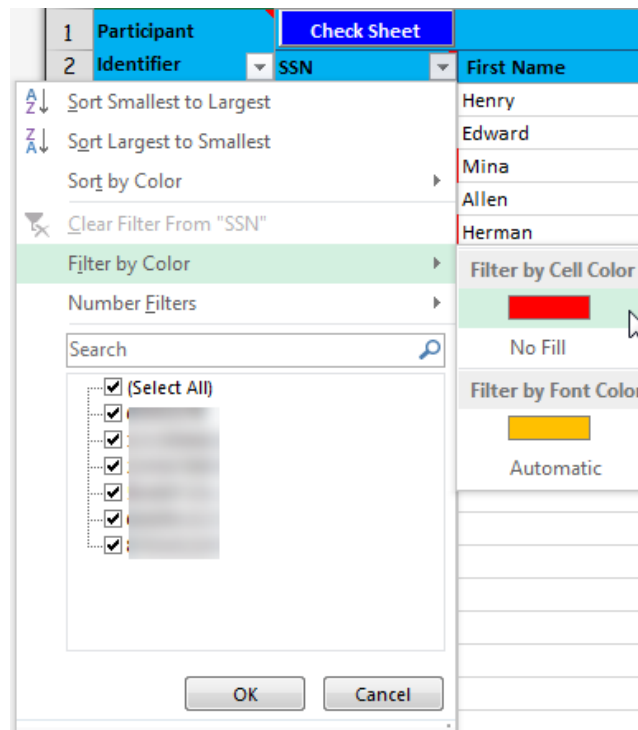 1 Participant Check Sheet
2 Identifier SSN First Name
Sort Smallest to Largest
Sort Largest to Smallest
Sort by Color
Clear Filter From "SSN"
Filter by Color
Number Filters
Search
(Select All)
OK Cancel
Henry
Edward
Mina
Allen
Herman
Filter by Cell Color
No Fill
Filter by Font Color
Automatic